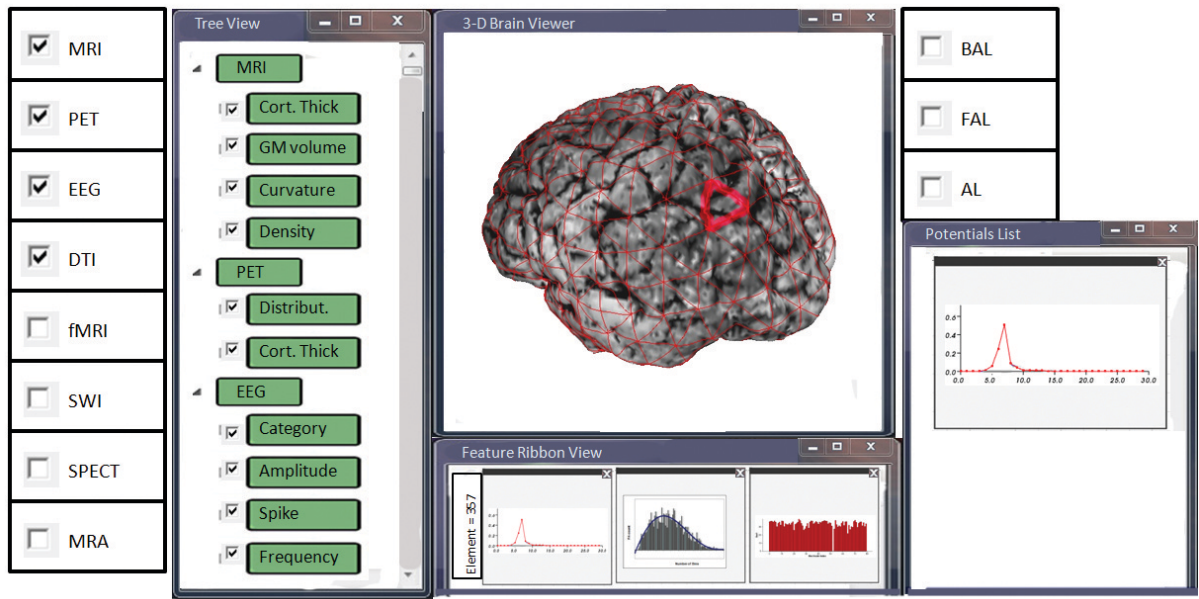 MRI
PET
EEG
DTI
fMRI
SWI
SPECT
MRA
Tree View
MRI
Cort. Thick
GM volume
Curvature
Density
PET
Distribut.
Cort. Thick
EEG
Category
Amplitude
Spike
Frequency
3-D Brain Viewer
Feature Ribbon View
Element = 357
BAL
FAL
AL
Potentials List
0.6
0.4
0.2
0.0
0.0 5.0 10.0 15.0 20.0 25.0 30.0